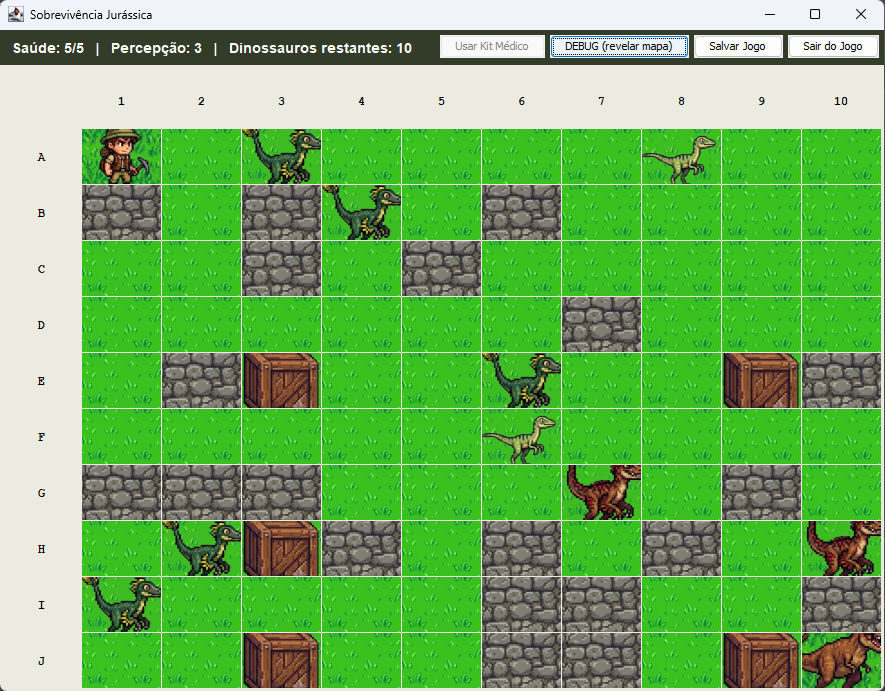 Sobrevivência Jurássica
Saúde: 5/5 | Percepção: 3 | Dinossauros restantes: 10 Usar Kit Médico DEBUG (revelar mapa) Salvar Jogo Sair do Jogo
1 2 3 4 5 6 7 8 9 10
A
B
C
D
E
F
G
H
I
J